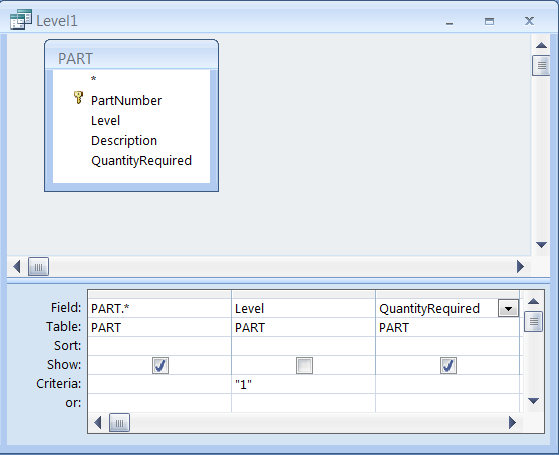 Level1
PART
*
PartNumber
Level
Description
QuantityRequired
Field: PART.* Level QuantityRequired
Table: PART PART PART
Sort:
Show:
Criteria: "1"
or: